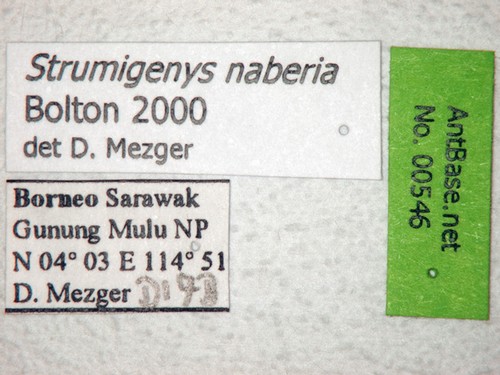 Strumigenys naberia
Bolton 2000
det D. Mezger
Borneo Sarawak
Gunung Mulu NP
N 04° 03 E 114° 51
D. Mezger
AntBase.net
No. 00546